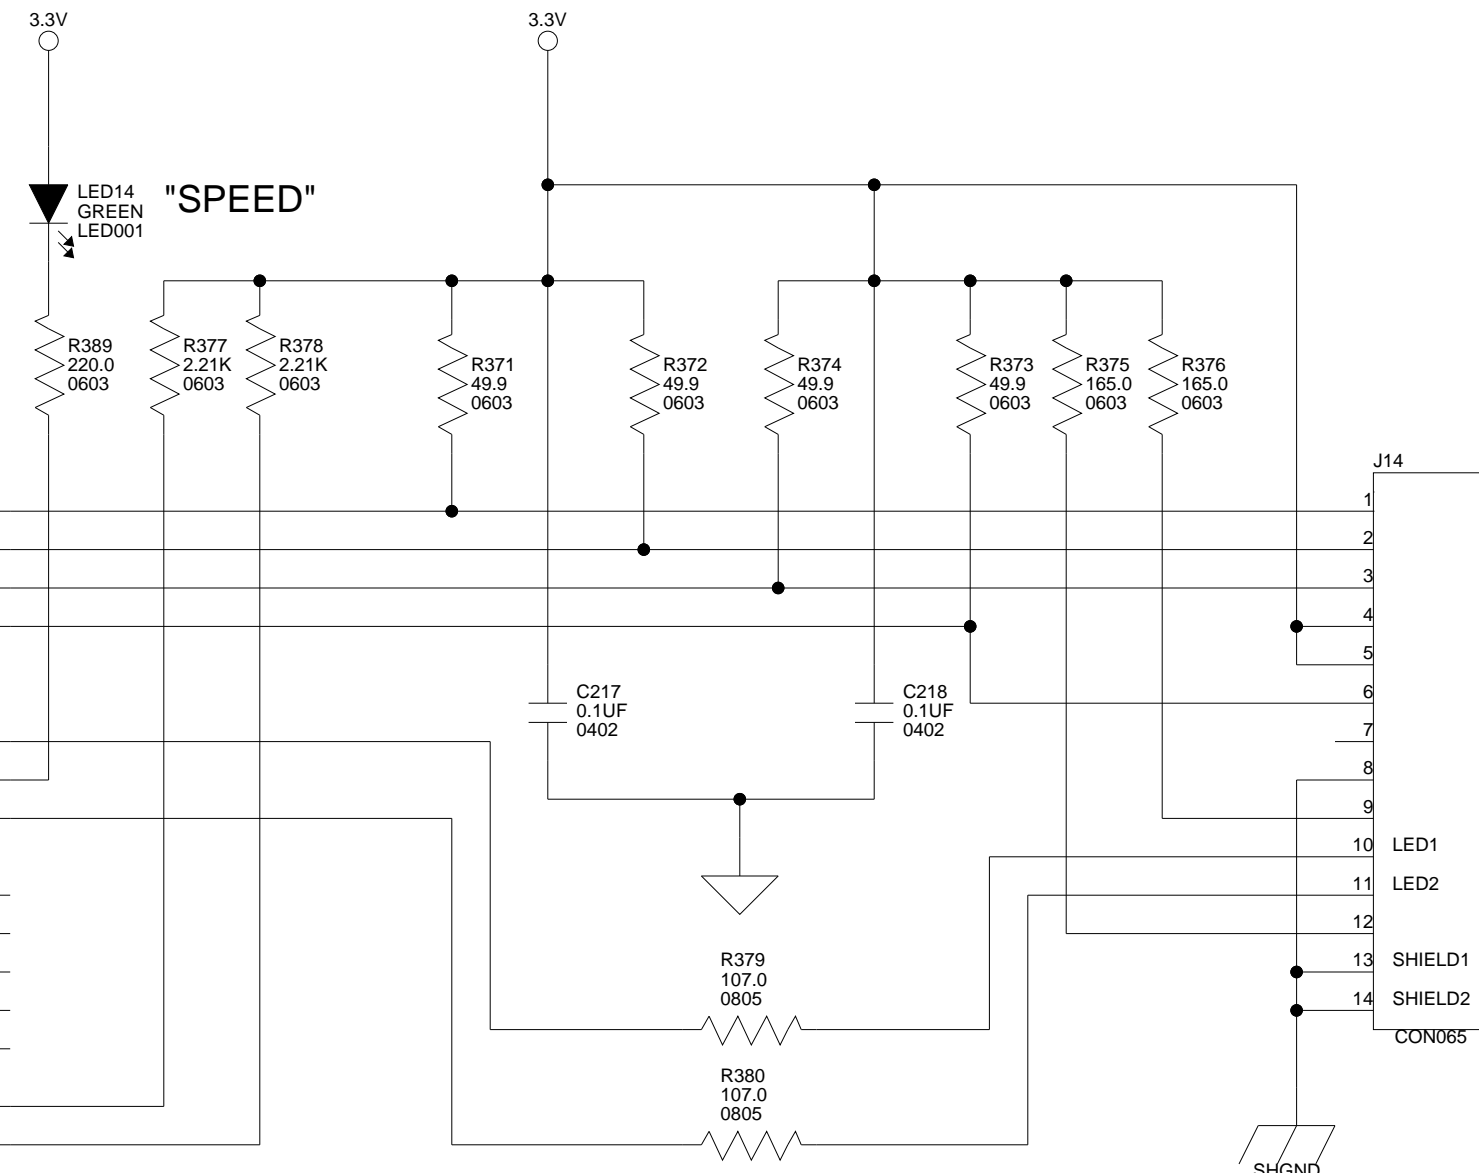 3.3V
3.3V
LED14
GREEN
LED001
"SPEED"
R389
220.0
0603
R377
2.21K
0603
R378
2.21K
0603
R371
49.9
0603
R372
49.9
0603
R374
49.9
0603
R373
49.9
0603
R375
165.0
0603
R376
165.0
0603
J14
1
2
3
4
5
6
7
8
9
10 LED1
11 LED2
12
13 SHIELD1
14 SHIELD2
CON065
C217
0.1UF
0402
C218
0.1UF
0402
R379
107.0
0805
R380
107.0
0805
SHGND